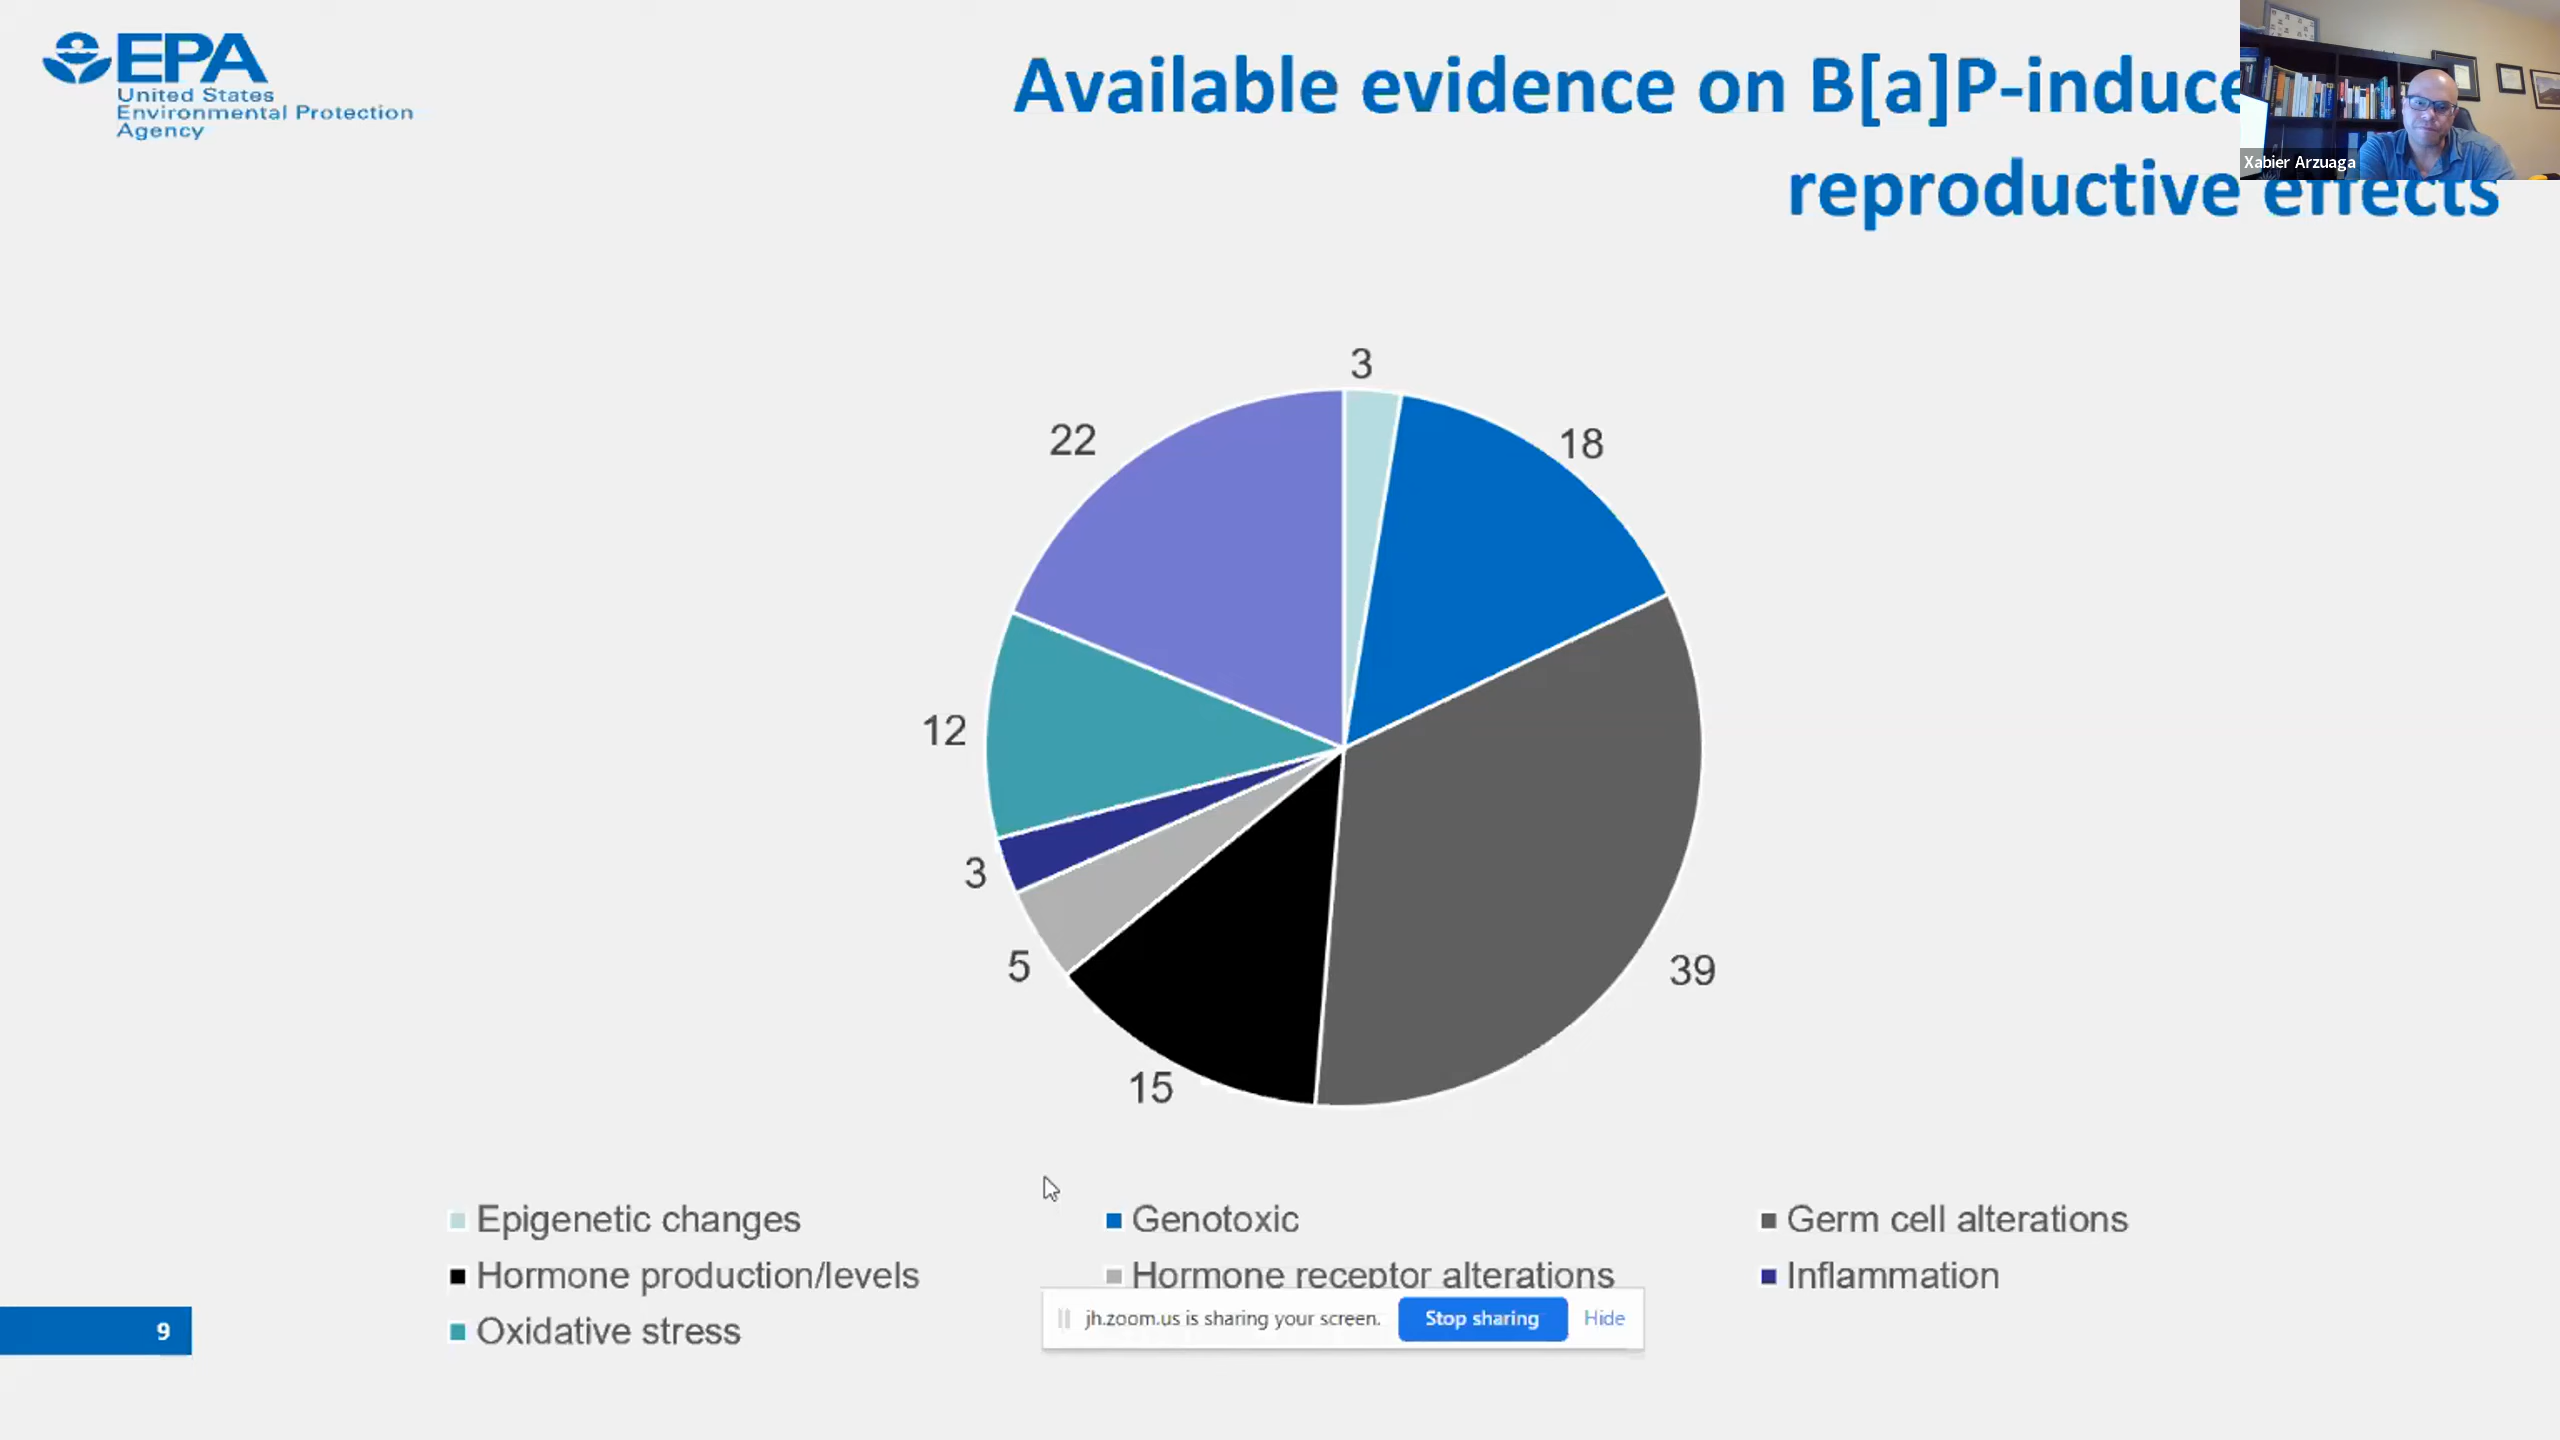 EPA
United States
Environmental Protection
Agency
Available evidence on B[a]P-induce
reproductive effects
Xabier Arzuaga
3
18
22
12
3
5
15
39
Epigenetic changes
Genotoxic
Germ cell alterations
Hormone production/levels
Hormone receptor alterations
Inflammation
Oxidative stress
jh.zoom.us is sharing your screen.
Stop sharing
Hide
9